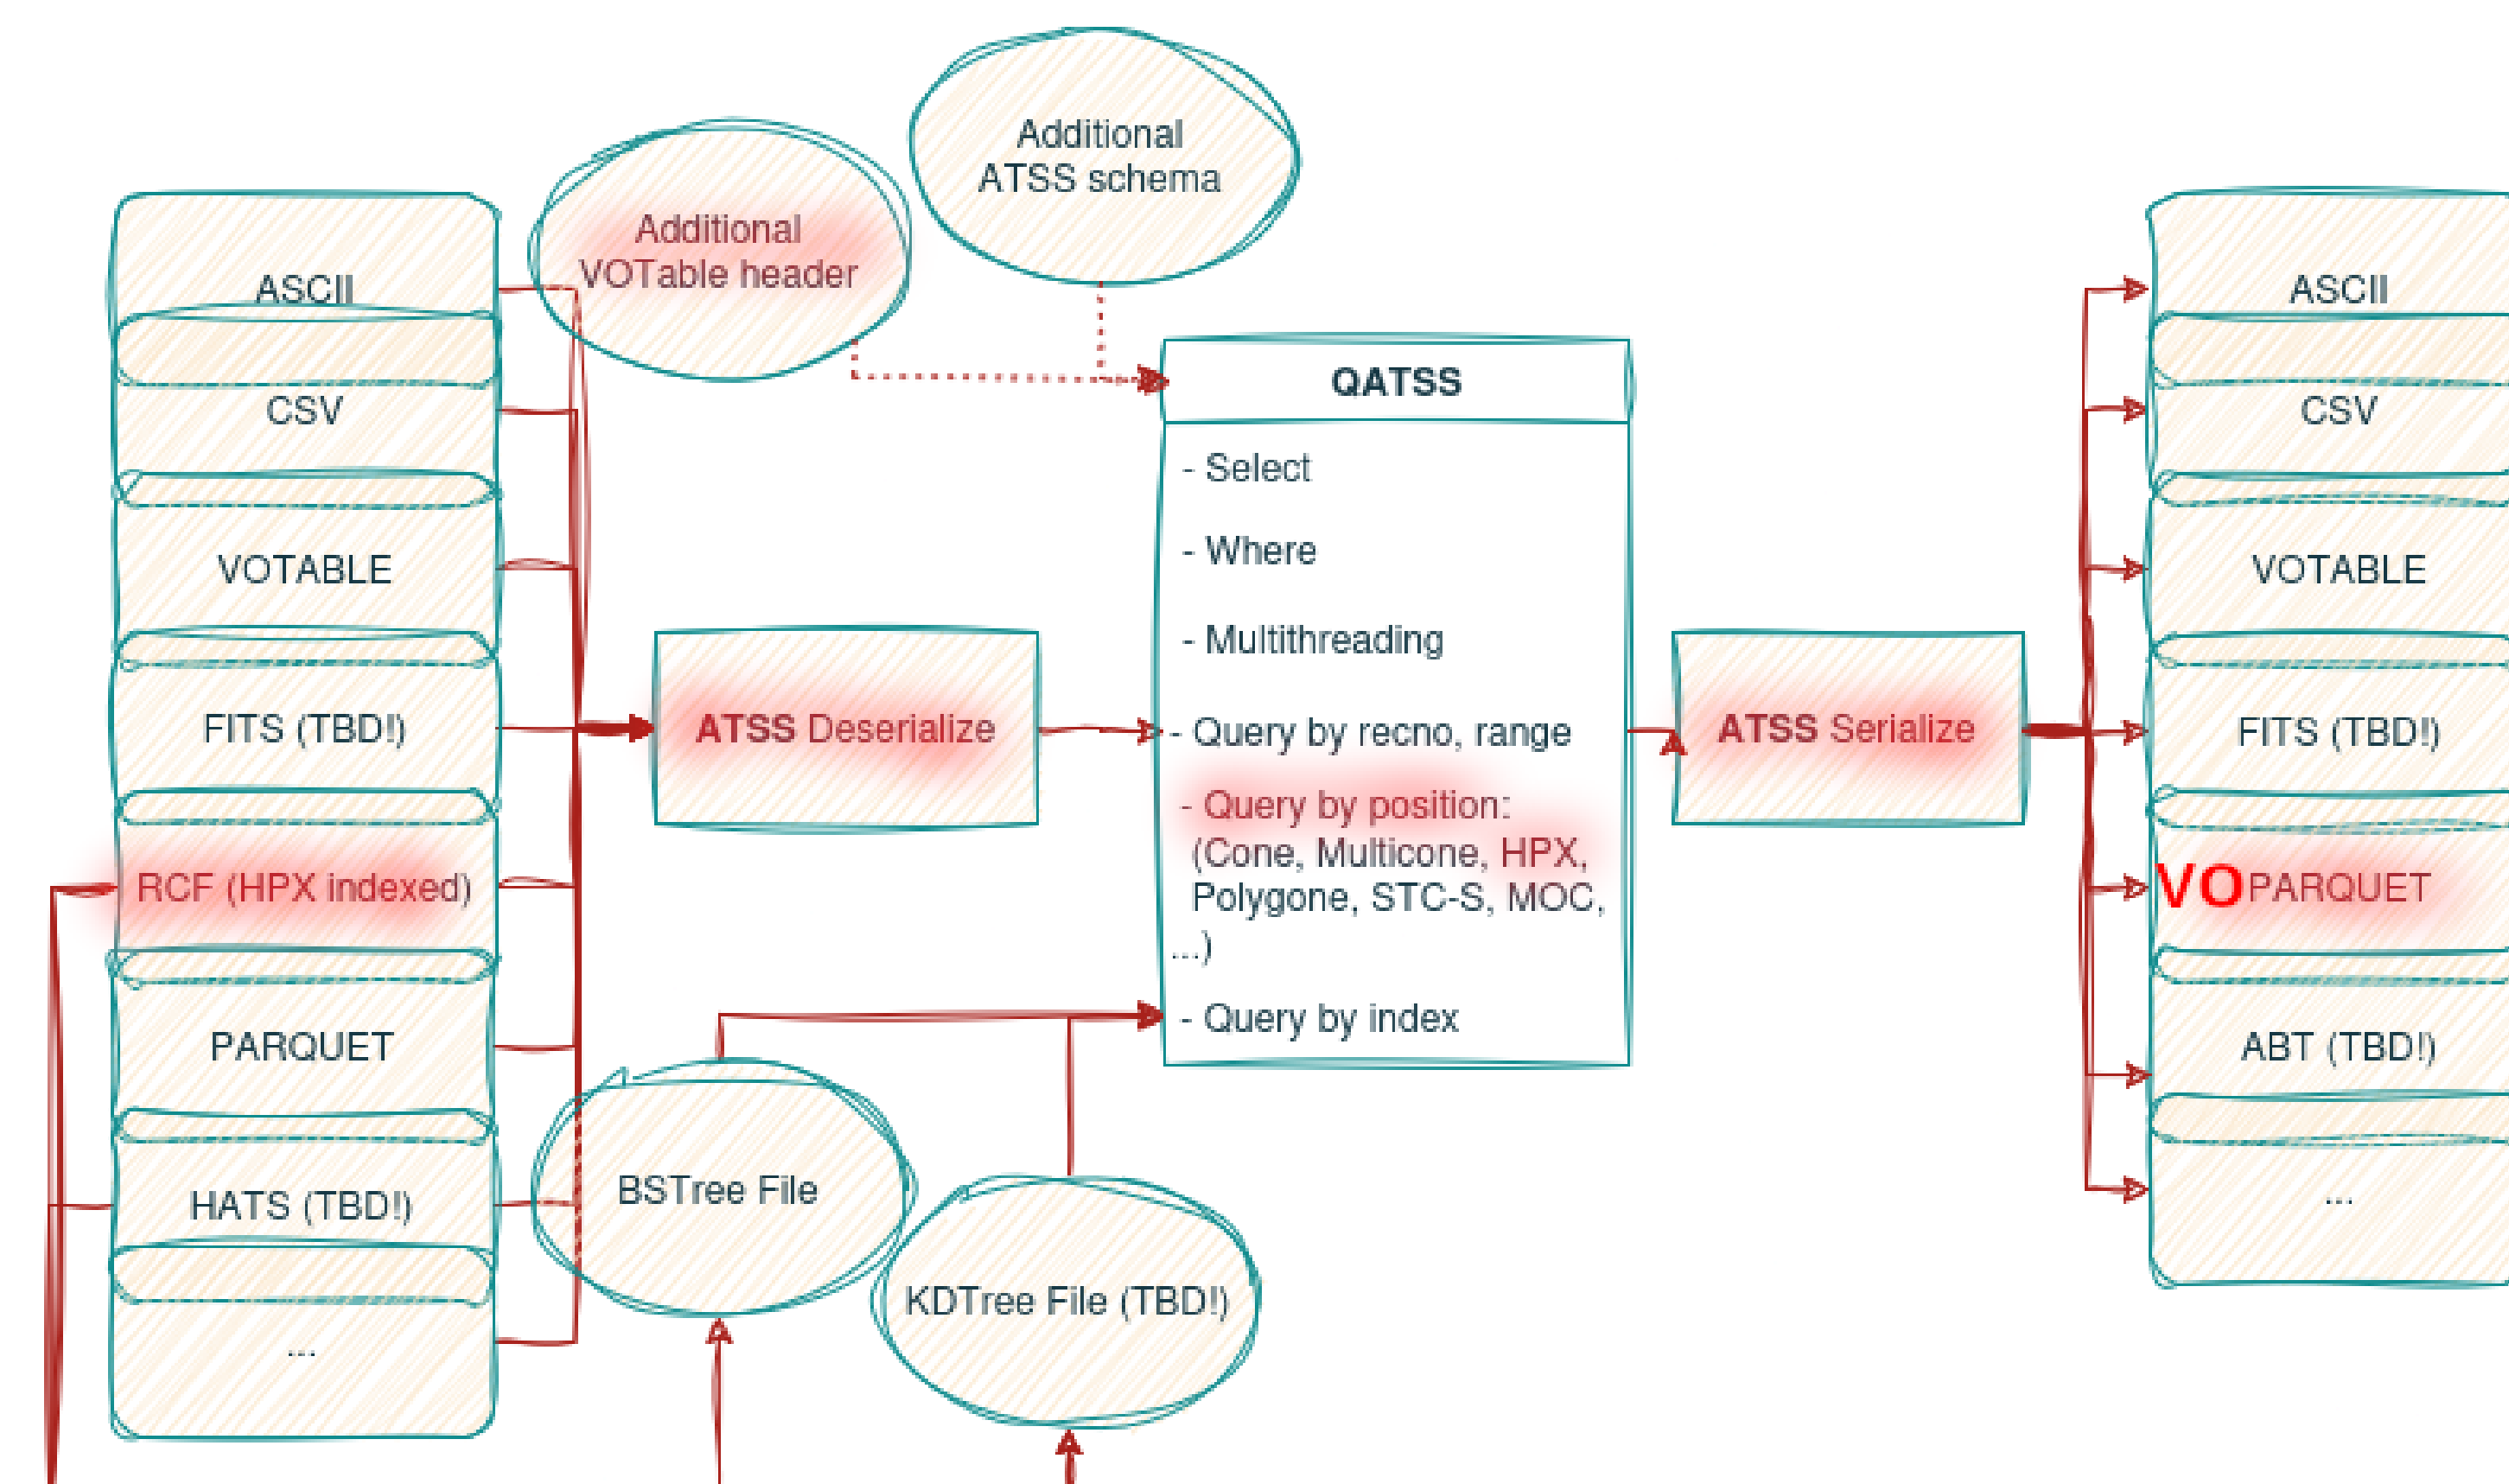 Additional
ATSS schema
Additional
VOTable header
ASCII
CSV
VOTABLE
FITS (TBD!)
RCF (HPX indexed)
PARQUET
HATS (TBD!)
...
ATSS Deserialize
QATSS
- Select
- Where
- Multithreading
- Query by recno, range
- Query by position:
(Cone, Multicone, HPX,
Polygone, STC-S, MOC,
...)
- Query by index
BSTree File
KDTree File (TBD!)
ATSS Serialize
ASCII
CSV
VOTABLE
FITS (TBD!)
VOPARQUET
ABT (TBD!)
...